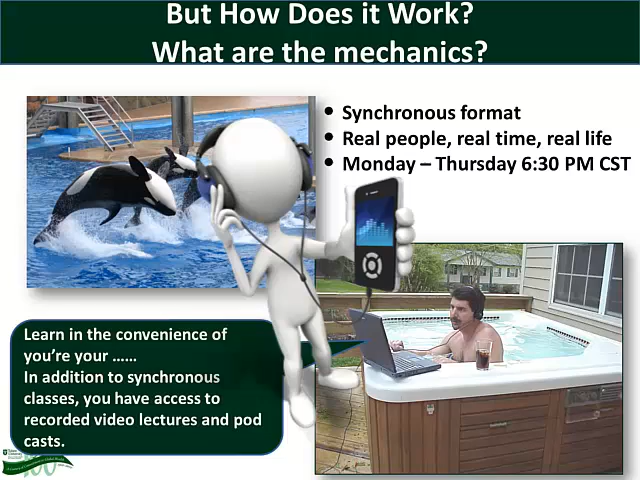 But How Does it Work?
What are the mechanics?
• Synchronous format
• Real people, real time, real life
• Monday – Thursday 6:30 PM CST
Learn in the convenience of
you’re your ......
In addition to synchronous
classes, you have access to
recorded video lectures and pod
casts.